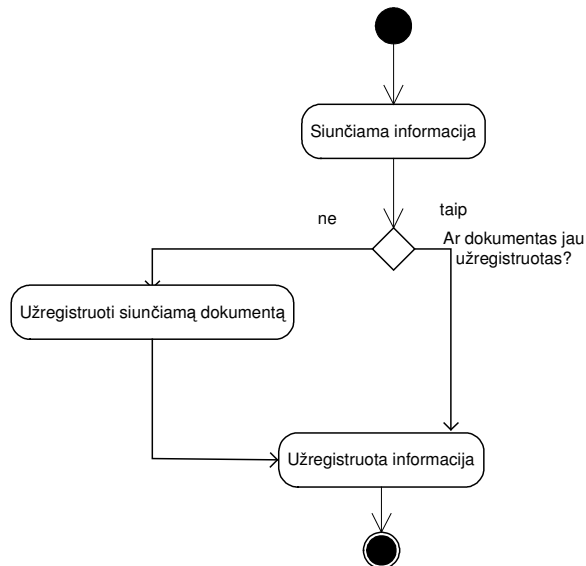 Siunčiama informacija
ne
taip
Ar dokumentas jau
užregistruotas?
Užregistruoti siunčiamą dokumentą
Užregistruota informacija